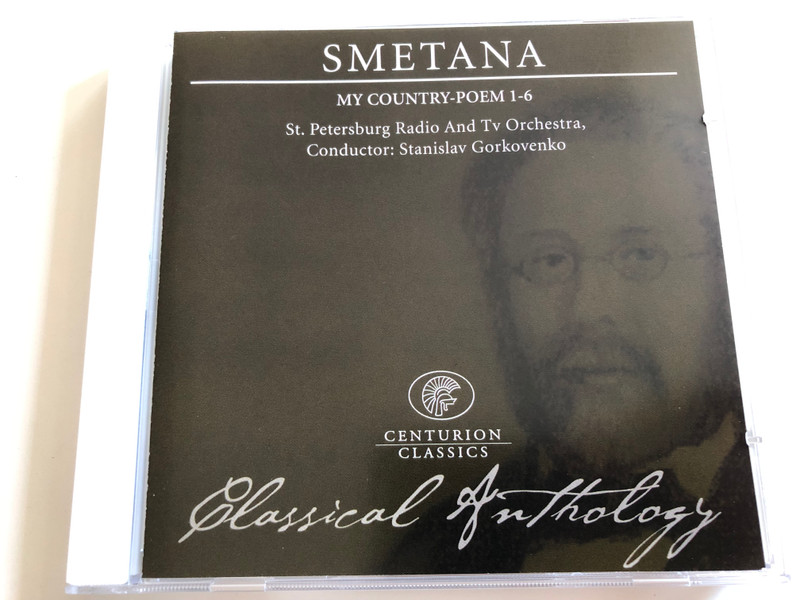 SMETANA
MY COUNTRY-POEM 1-6
St. Petersburg Radio And Tv Orchestra,
Conductor: Stanislav Gorkovenko
CENTURION
CLASSICS
Classical Anthology